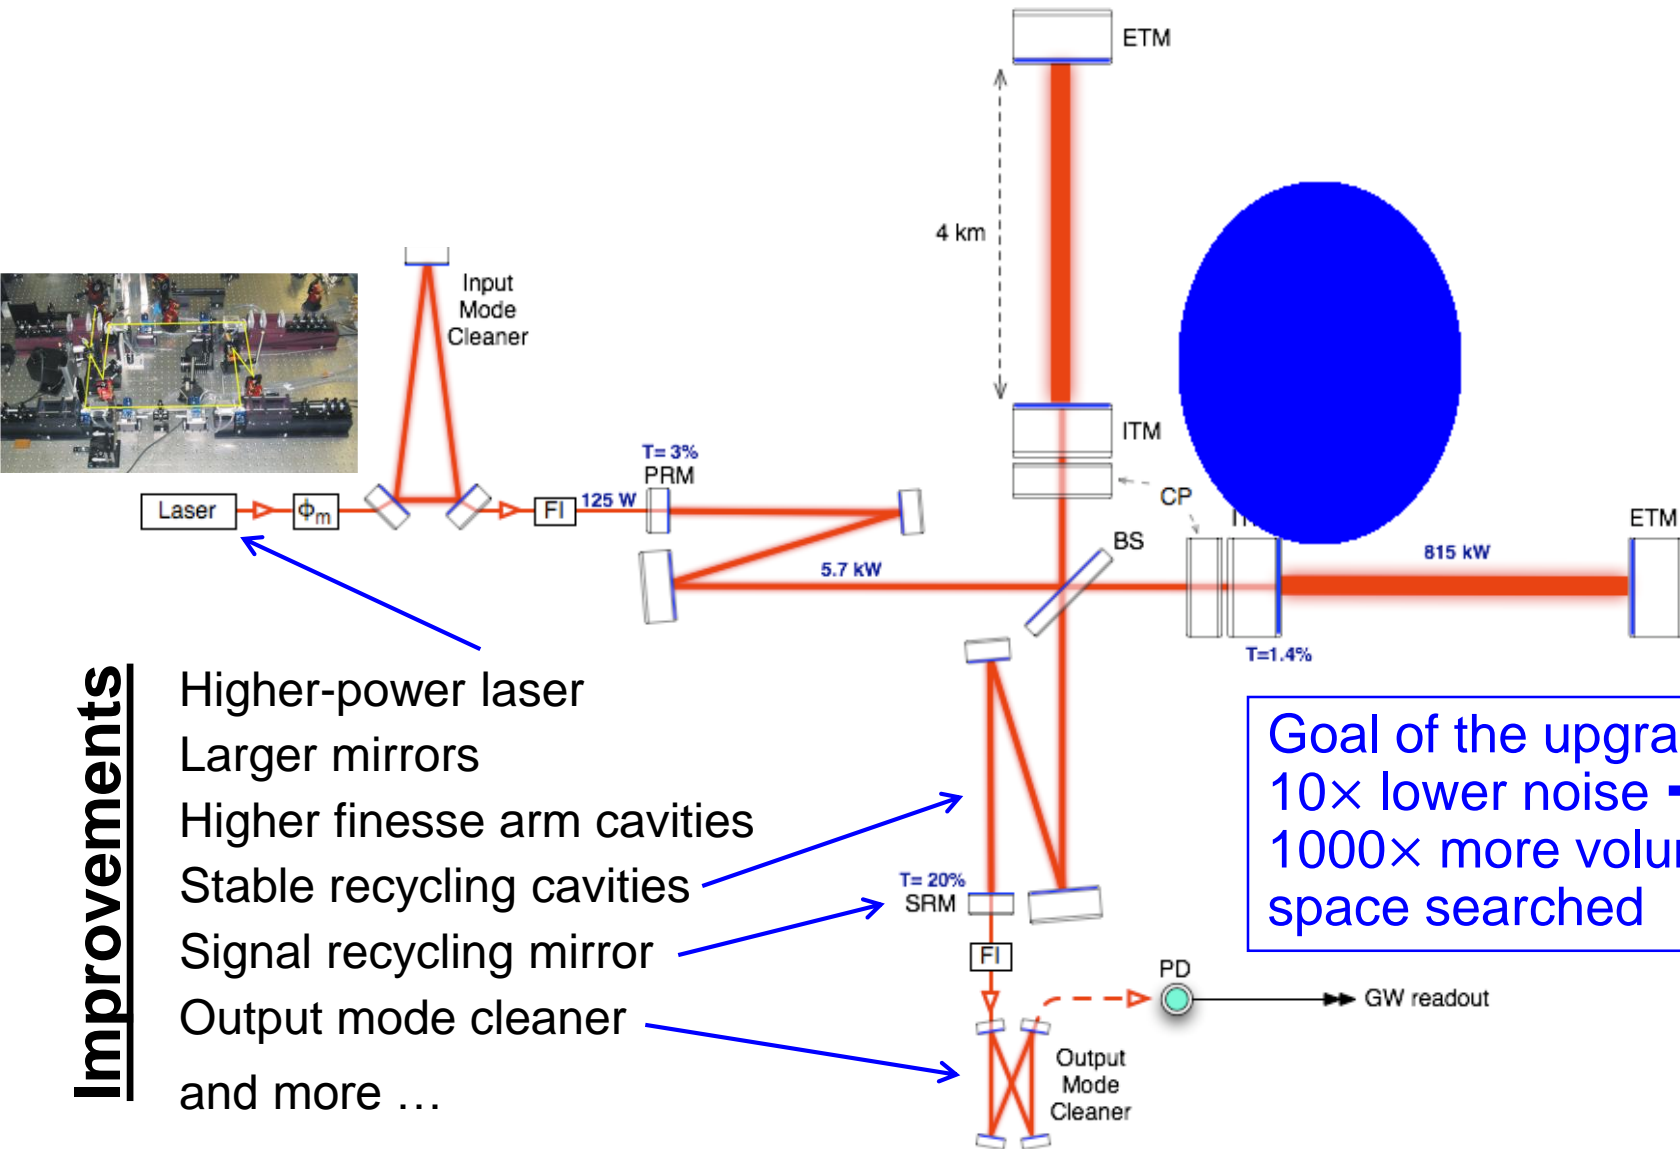 ETM
4 km
Input
Mode
Cleaner
ITM
T= 3%
PRM
CP
Laser
ϕm
FI
125 W
BS
ETM
815 kW
5.7 kW
T=1.4%
Improvements
Higher-power laser
Larger mirrors
Higher finesse arm cavities
Stable recycling cavities
Signal recycling mirror
Output mode cleaner
and more …
Goal of the
10× lower noise
1000× more
space searched
T= 20%
SRM
FI
PD
GW readout
Output
Mode
Cleaner